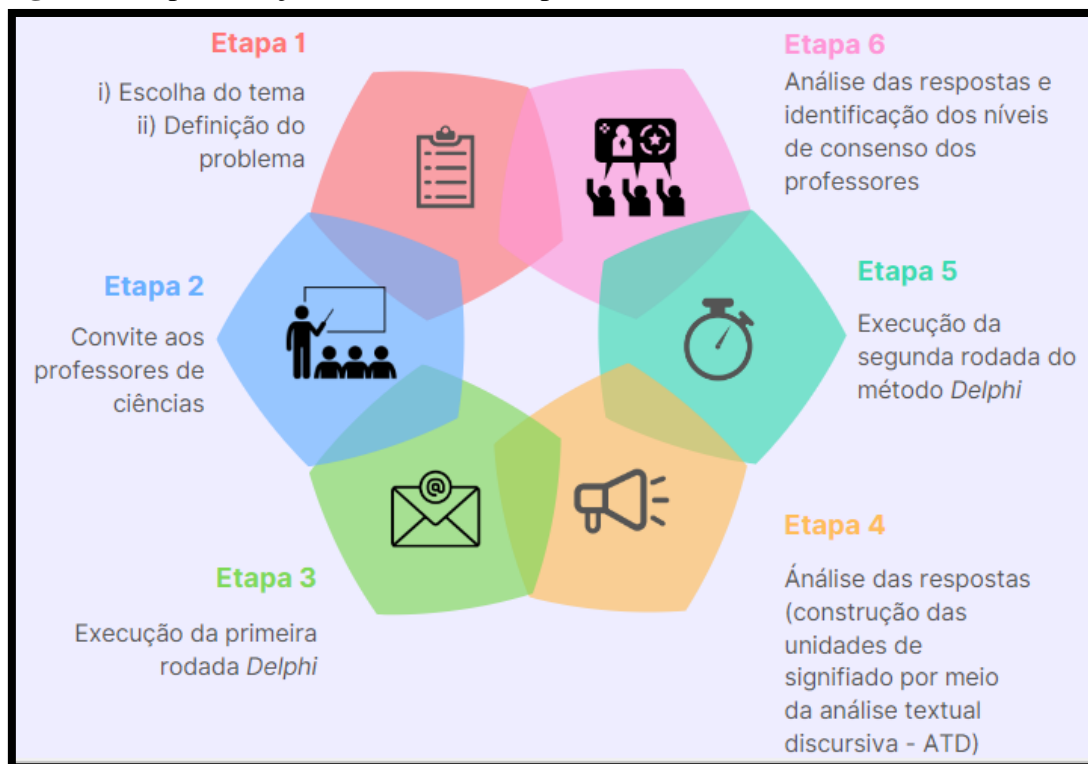 Etapa 1
i) Escolha do tema
ii) Definição do
problema
Etapa 2
Convite aos
professores de
ciências
Etapa 3
Execução da primeira
rodada Delphi
Etapa 4
Ánálise das respostas
(construção das
unidades de
signifiado por meio
da análise textual
discursiva - ATD)
Etapa 5
Execução da
segunda rodada do
método Delphi
Etapa 6
Análise das respostas e
identificação dos níveis
de consenso dos
professores
@